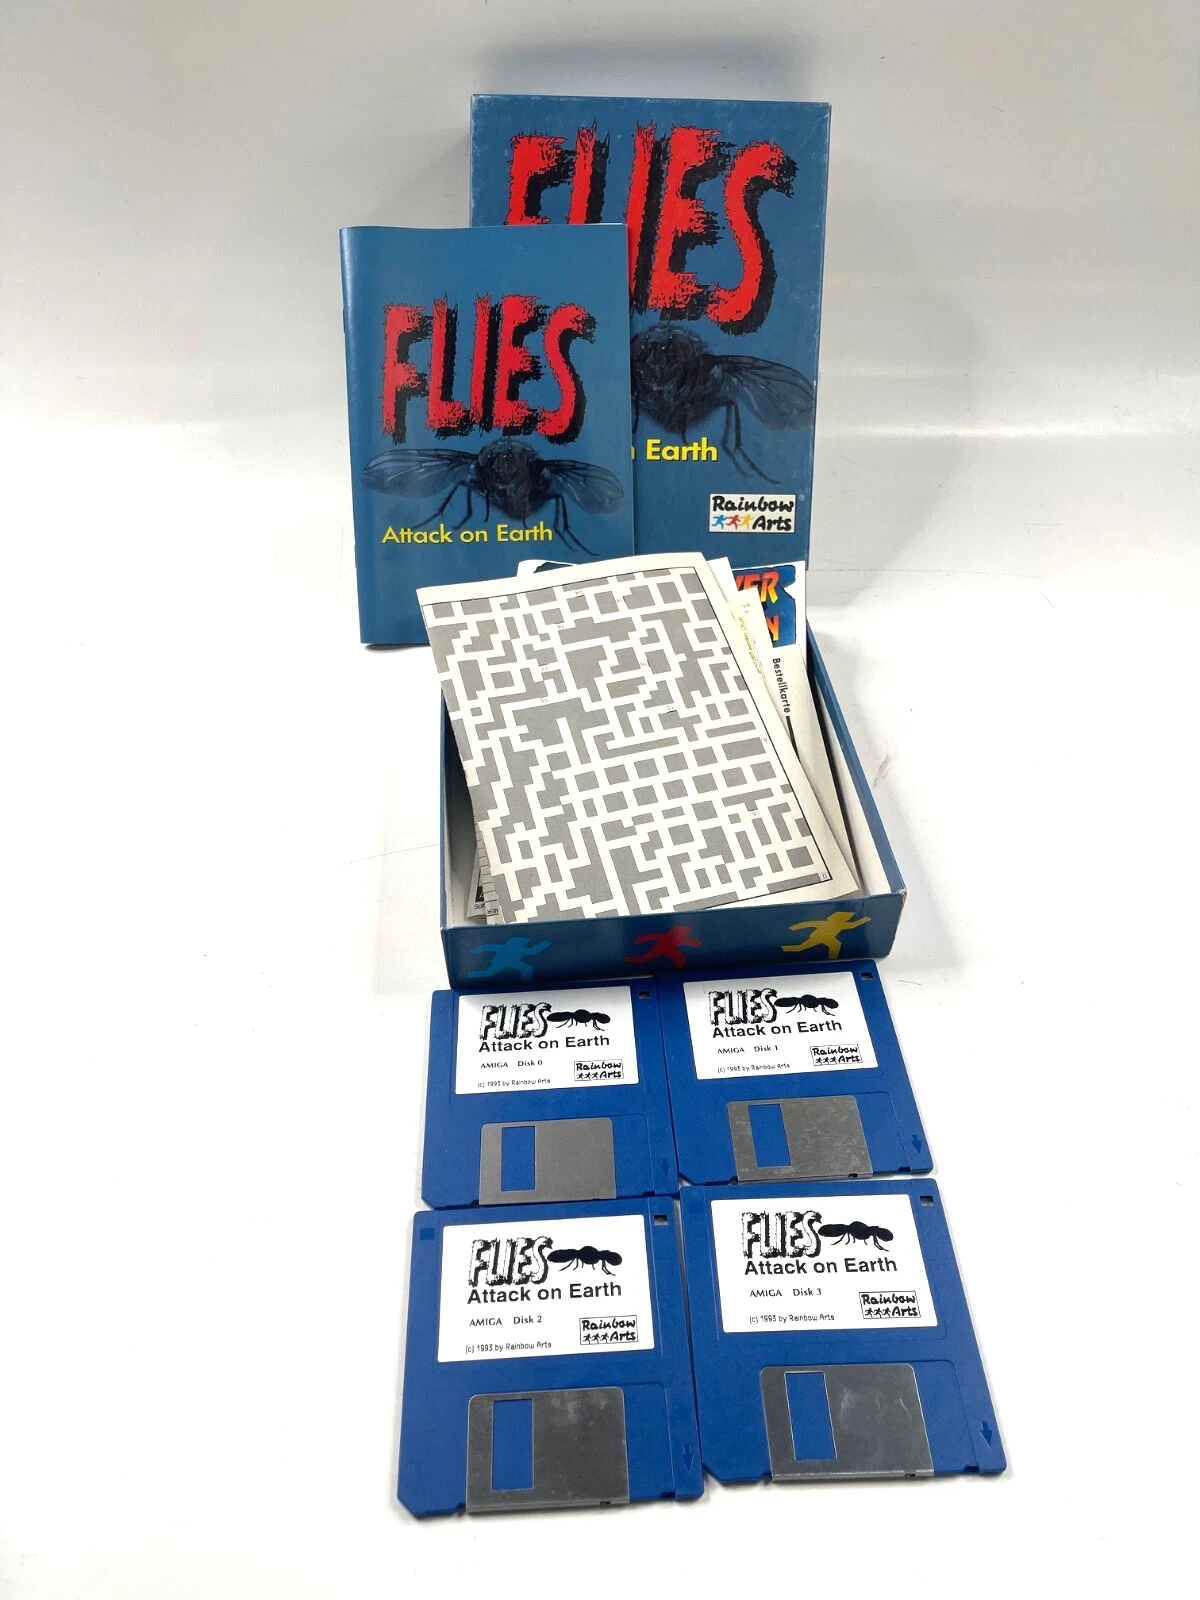 FLIES
Earth
Rainbow
Arts
®
FLIES
Attack on Earth
Bestellkarte
FLIES
Attack on Earth
AMIGA Disk 0
Rainbow
Arts
(c) 1993 by Rainbow Arts
FLIES
Attack on Earth
AMIGA Disk 1
Rainbow
Arts
(c) 1993 by Rainbow Arts
FLIES
Attack on Earth
AMIGA Disk 2
Rainbow
Arts
(c) 1993 by Rainbow Arts
FLIES
Attack on Earth
AMIGA Disk 3
Rainbow
Arts
(c) 1993 by Rainbow Arts